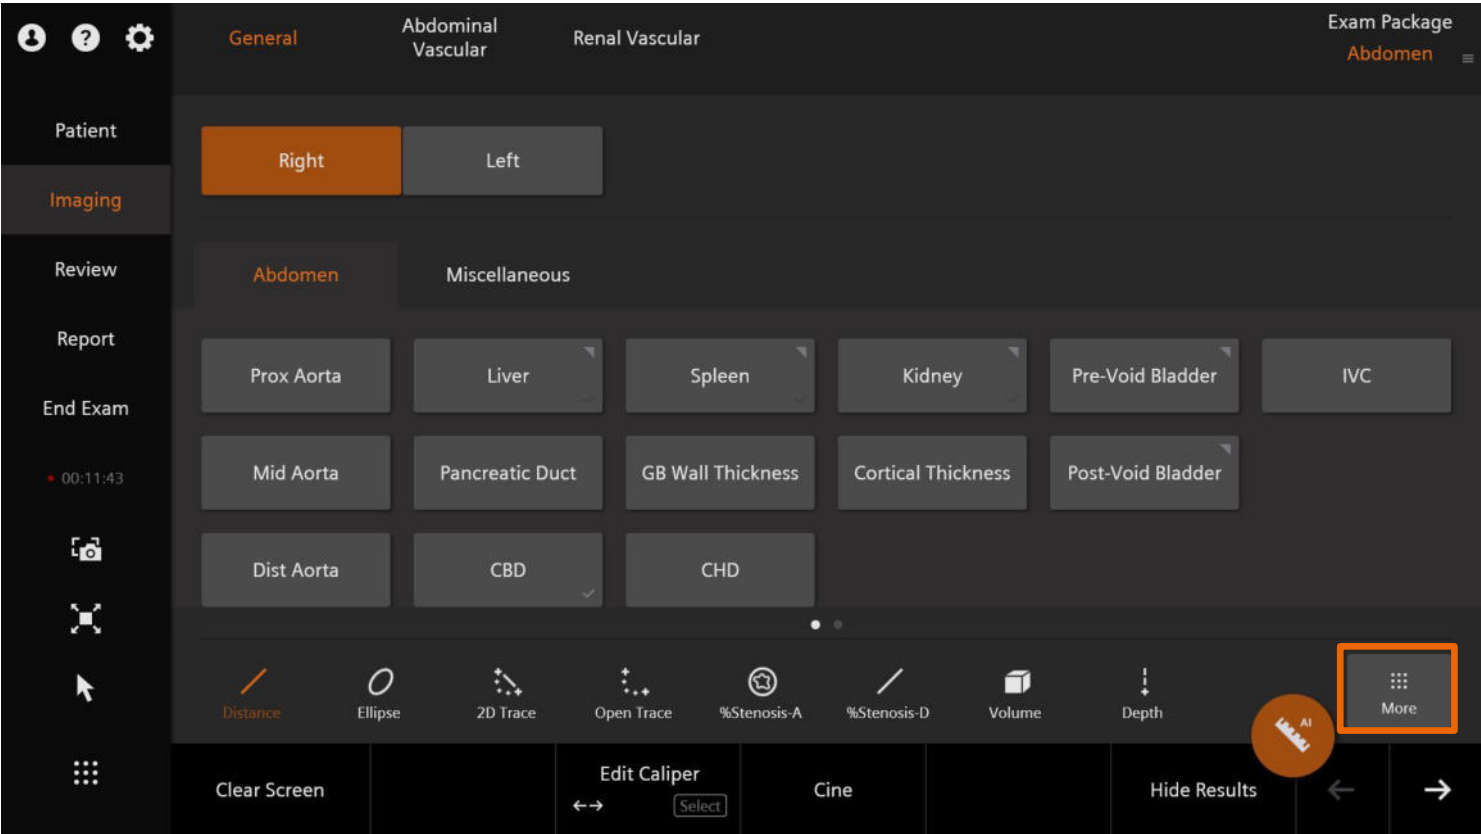 General
Abdominal
Vascular
Renal Vascular
Exam Package
Abdomen
Patient
Imaging
Review
Report
End Exam
00:11:43
Right
Left
Abdomen
Miscellaneous
Prox Aorta
Liver
Spleen
Kidney
Pre-Void Bladder
IVC
Mid Aorta
Pancreatic Duct
GB Wall Thickness
Cortical Thickness
Post-Void Bladder
Dist Aorta
CBD
CHD
Distance
Ellipse
2D Trace
Open Trace
%Stenosis-A
%Stenosis-D
Volume
Depth
AI
More
Clear Screen
Edit Caliper
Select
Cine
Hide Results